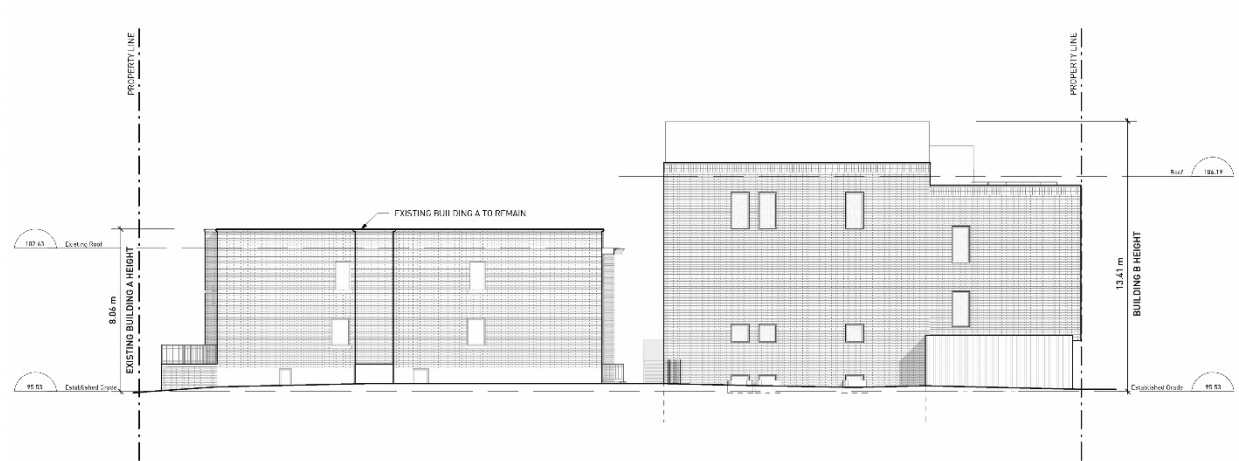 PROPERTY LINE
PROPERTY LINE
Roof
106.19
EXISTING BUILDING A TO REMAIN
102.63
Existing Roof
8.06 m
EXISTING BUILDING A HEIGHT
13.41 m
BUILDING B HEIGHT
95.53
Established Grade
Established Grade
95.53